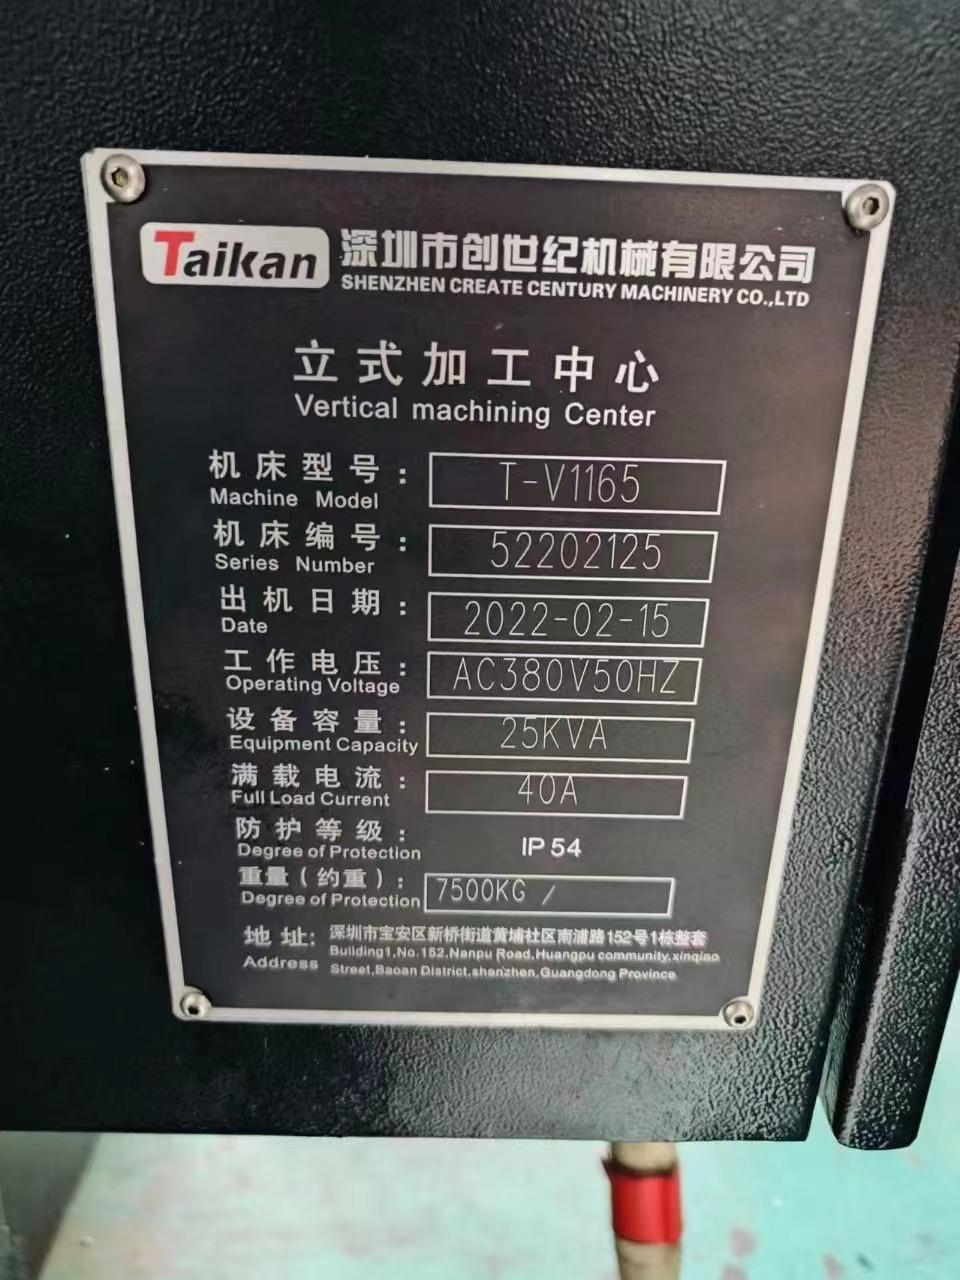 Taikan 深圳市创世纪机械有限公司
SHENZHEN CREATE CENTURY MACHINERY CO.,LTD
立式加工中心
Vertical machining Center
机床型号: T-V1165
Machine Model
机床编号: 52202125
Series Number
出机日期: 2022-02-15
Date
工作电压: AC380V50HZ
Operating Voltage
设备容量: 25KVA
Equipment Capacity
满载电流: 40A
Full Load Current
防护等级: IP54
Degree of Protection
重量(约重): 7500KG /
Degree of Protection
地址: 深圳市宝安区新桥街道黄埔社区南浦路152号1栋整套
Address Building1,No.152,Nanpu Road,Huangpu community,xinqiao
Street,Baoan District,shenzhen,Guangdong Province